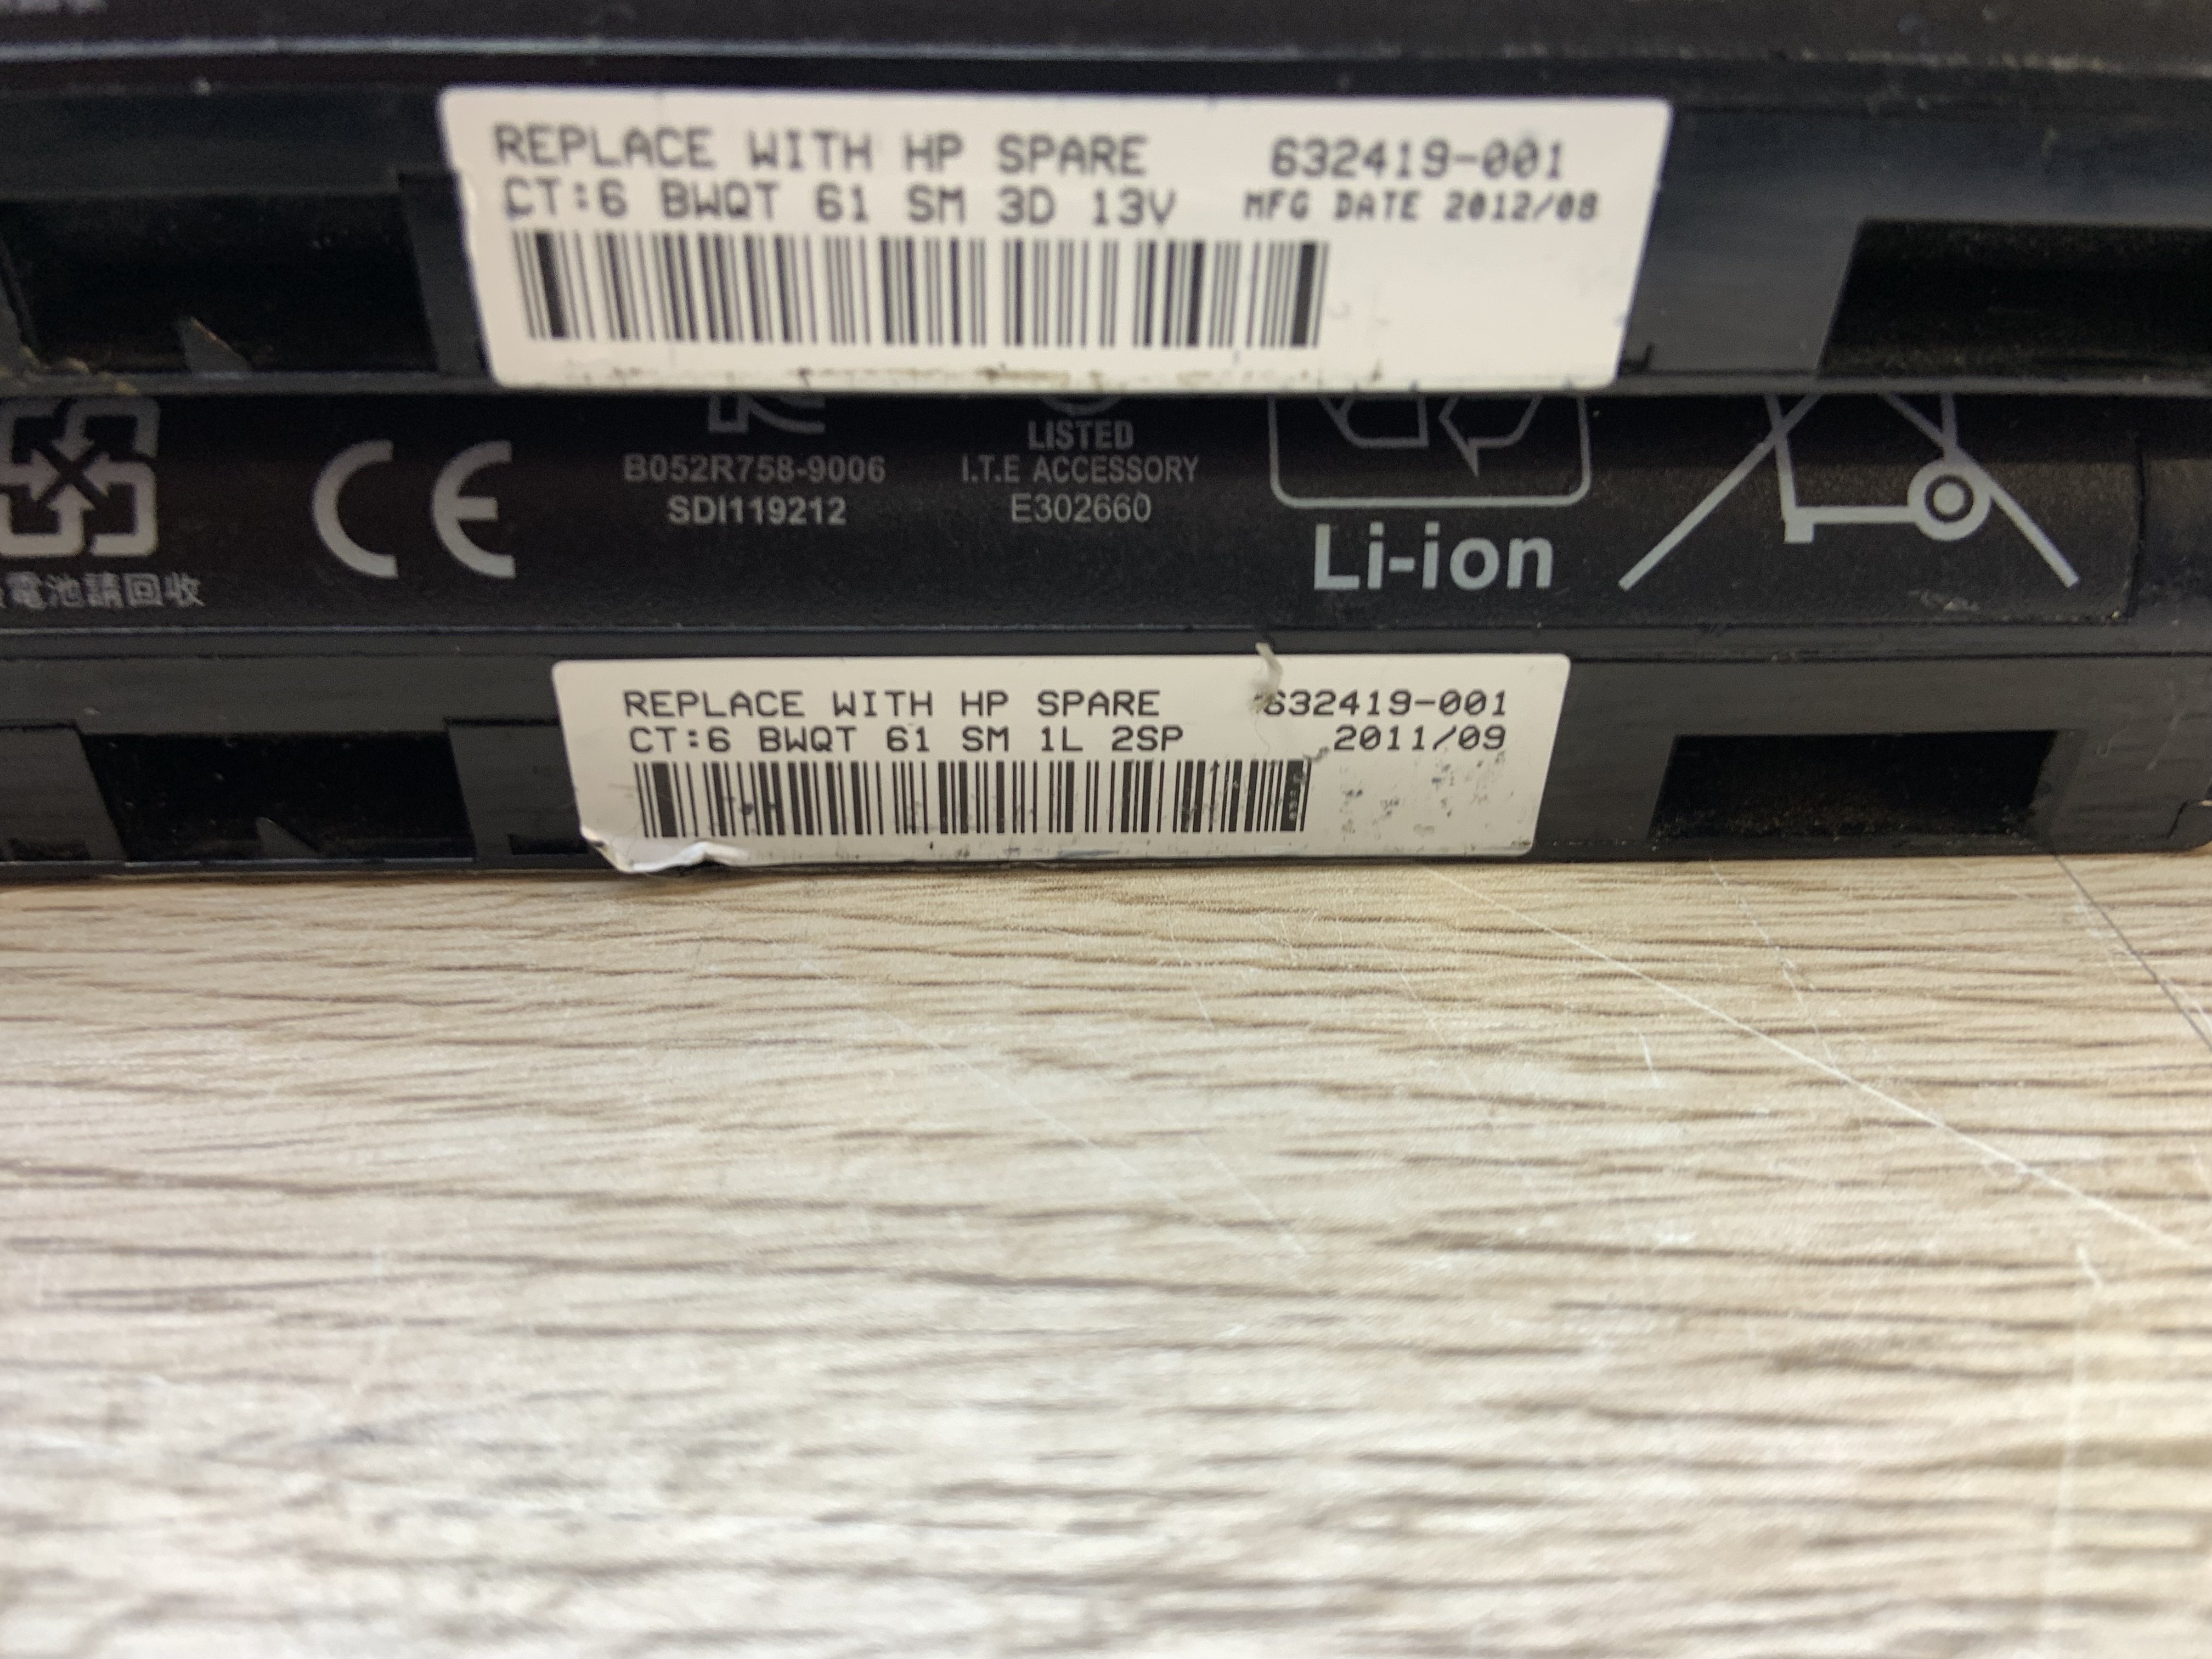 REPLACE WITH HP SPARE 632419-001
CT:6 BWQT 61 SM 3D 13V MFG DATE 2012/08
LISTED
B052R758-9006 I.T.E ACCESSORY
SDI119212 E302660
CE
Li-ion
電池請回收
REPLACE WITH HP SPARE 632419-001
CT:6 BWQT 61 SM 1L 2SP 2011/09